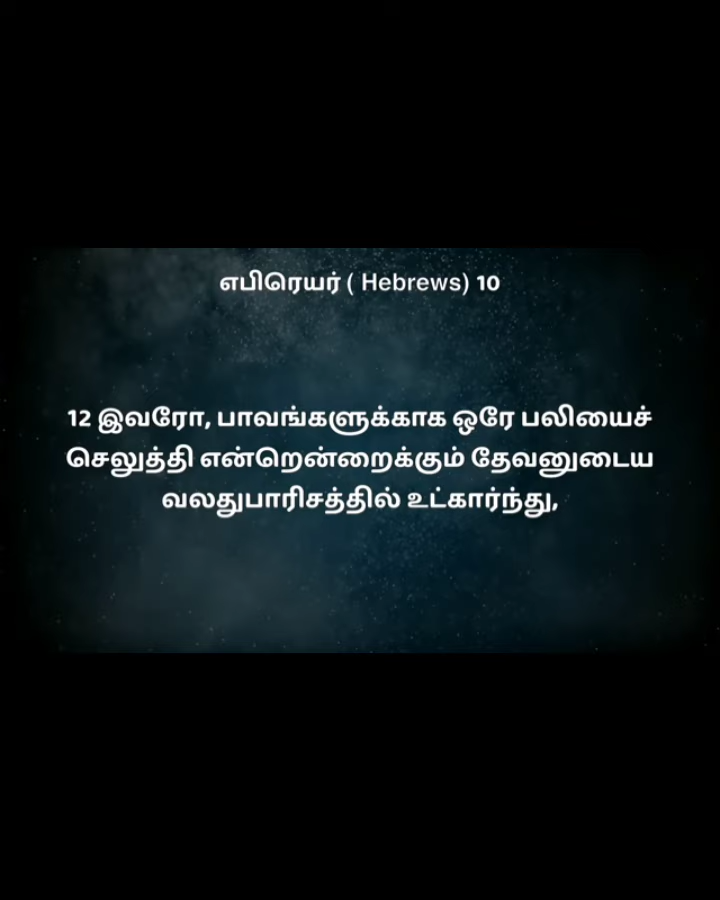 எபிரெயர் ( Hebrews) 10
12 இவரோ, பாவங்களுக்காக ஒரே பலியைச்
செலுத்தி என்றென்றைக்கும் தேவனுடைய
வலதுபாரிசத்தில் உட்கார்ந்து,